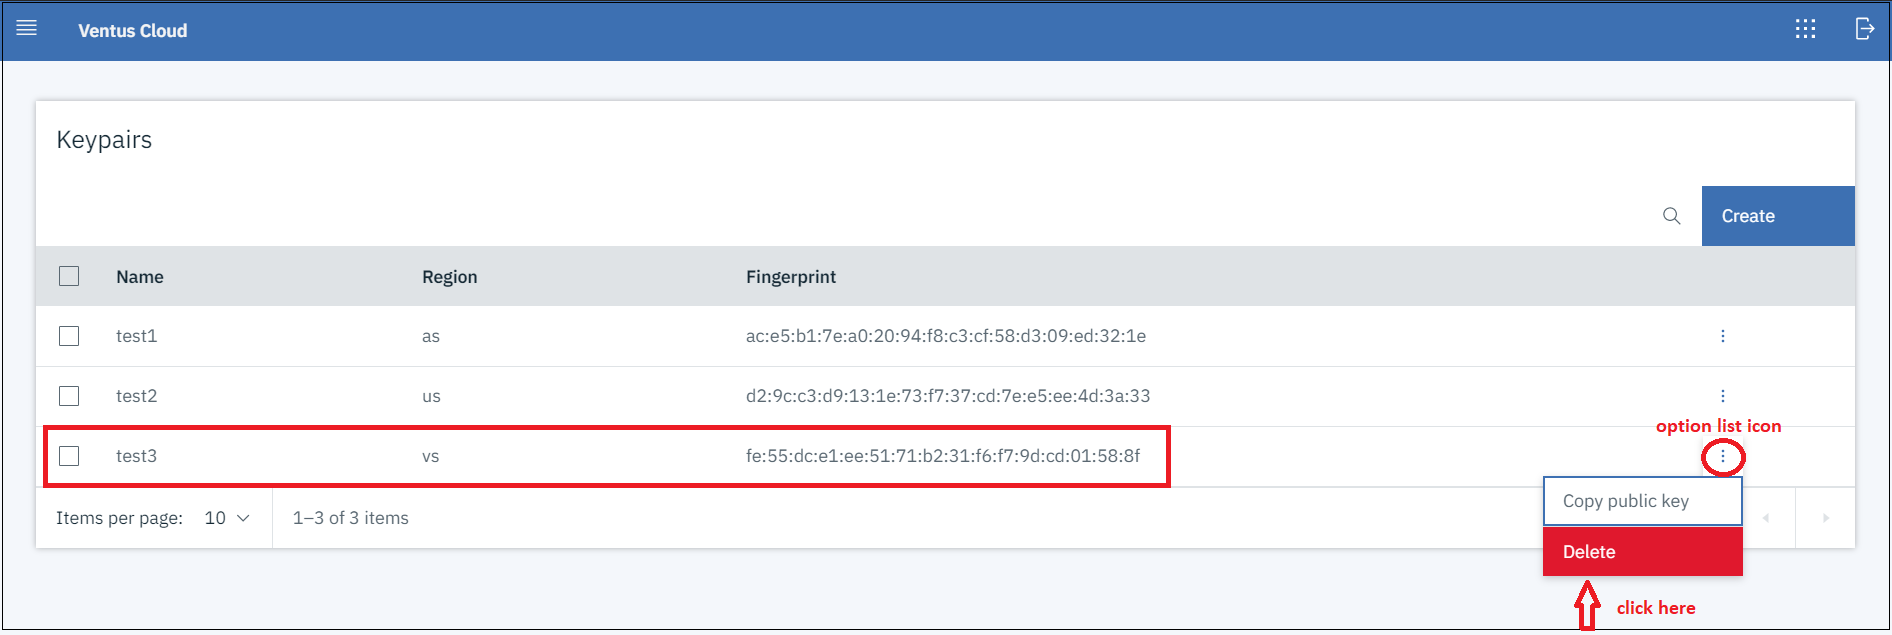 Ventus Cloud
Keypairs
Create
Name Region Fingerprint
test1 as ac:e5:b1:7e:a0:20:94:f8:c3:cf:58:d3:09:ed:32:1e
test2 us d2:9c:c3:d9:13:1e:73:f7:37:cd:7e:e5:ee:4d:3a:33
option list icon
test3 vs fe:55:dc:e1:ee:51:71:b2:31:f6:f7:9d:cd:01:58:8f
Items per page: 10 1–3 of 3 items
Copy public key
Delete
click here